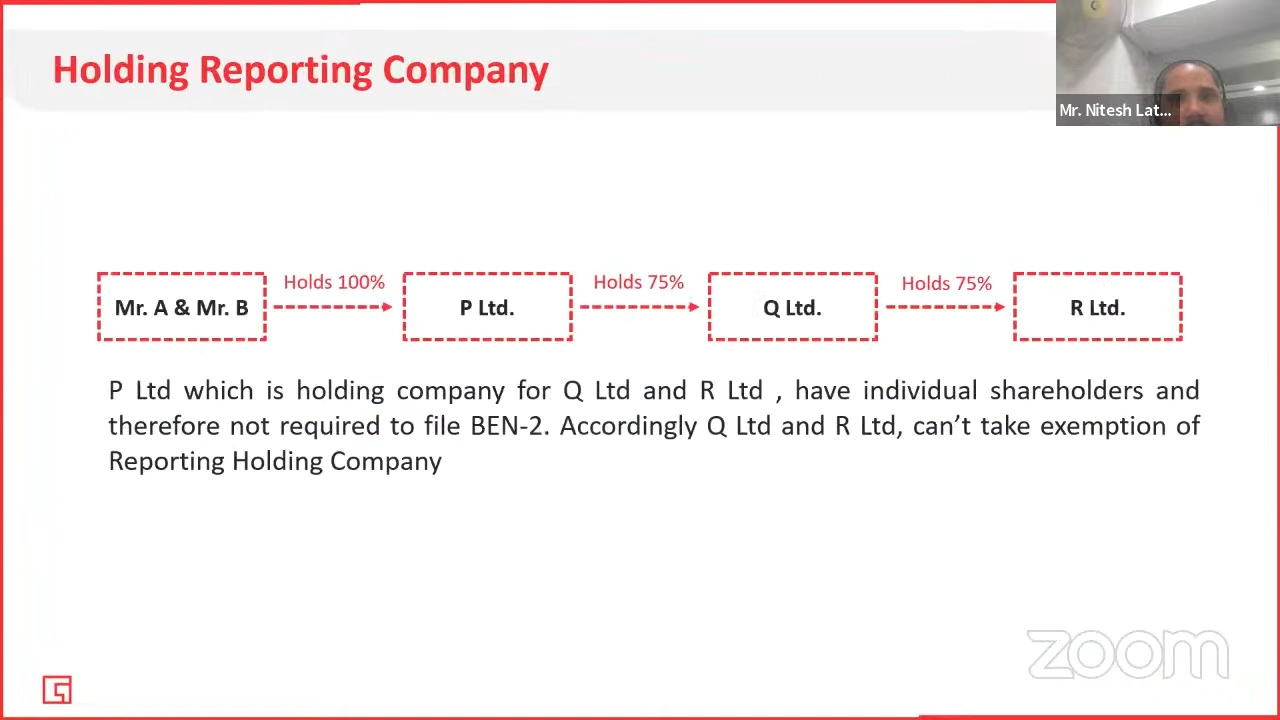 Holding Reporting Company
Mr. Nitesh Lat...
Holds 100%
Holds 75%
Holds 75%
Mr. A & Mr. B
P Ltd.
Q Ltd.
R Ltd.
P Ltd which is holding company for Q Ltd and R Ltd , have individual shareholders and
therefore not required to file BEN-2. Accordingly Q Ltd and R Ltd, can’t take exemption of
Reporting Holding Company
zoom